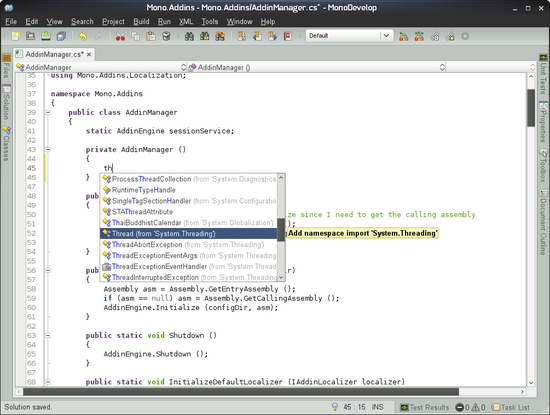 Mono.Addins - Mono.Addins/AddinManager.cs* - MonoDevelop
File Edit View Search Project Build Run XML Tools Window Help
Default
AddinManager.cs*
AddinManager
AddinManager ()
Files
Solution
Classes
35 using Mono.Addins.Localization;
36
37 namespace Mono.Addins
38 {
39 public class AddinManager
40 {
41 static AddinEngine sessionService;
42
43 private AddinManager ()
44 {
45 th
46 }
ProcessThreadCollection (from 'System.Diagnostics
RuntimeTypeHandle
SingleTagSectionHandler (from 'System.Configuratio
STAThreadAttribute
ThaiBuddhistCalendar (from 'System.Globalization')
Thread (from 'System.Threading')
ThreadAbortException (from 'System.Threading')
ThreadExceptionEventArgs (from 'System.Threading
ThreadExceptionEventHandler (from 'System.Threading
ThreadInterruptedException (from 'System.Threading
Add namespace import 'System.Threading'
47
48 pub
49 {
50 ze since I need to get the calling assembly
51 );
52
53
54 }
55
56 pub r)
57 {
58 Assembly asm = Assembly.GetEntryAssembly ();
59 if (asm == null) asm = Assembly.GetCallingAssembly ();
60 AddinEngine.Initialize (configDir, asm);
61 }
62
63 public static void Shutdown ()
64 {
65 AddinEngine.Shutdown ();
66 }
67
68 public static void InitializeDefaultLocalizer (IAddinLocalizer localizer)
Unit Tests
Properties
Toolbox
Document Outline
Solution saved.
45 : 15 INS
Test Results
0 0
Task List